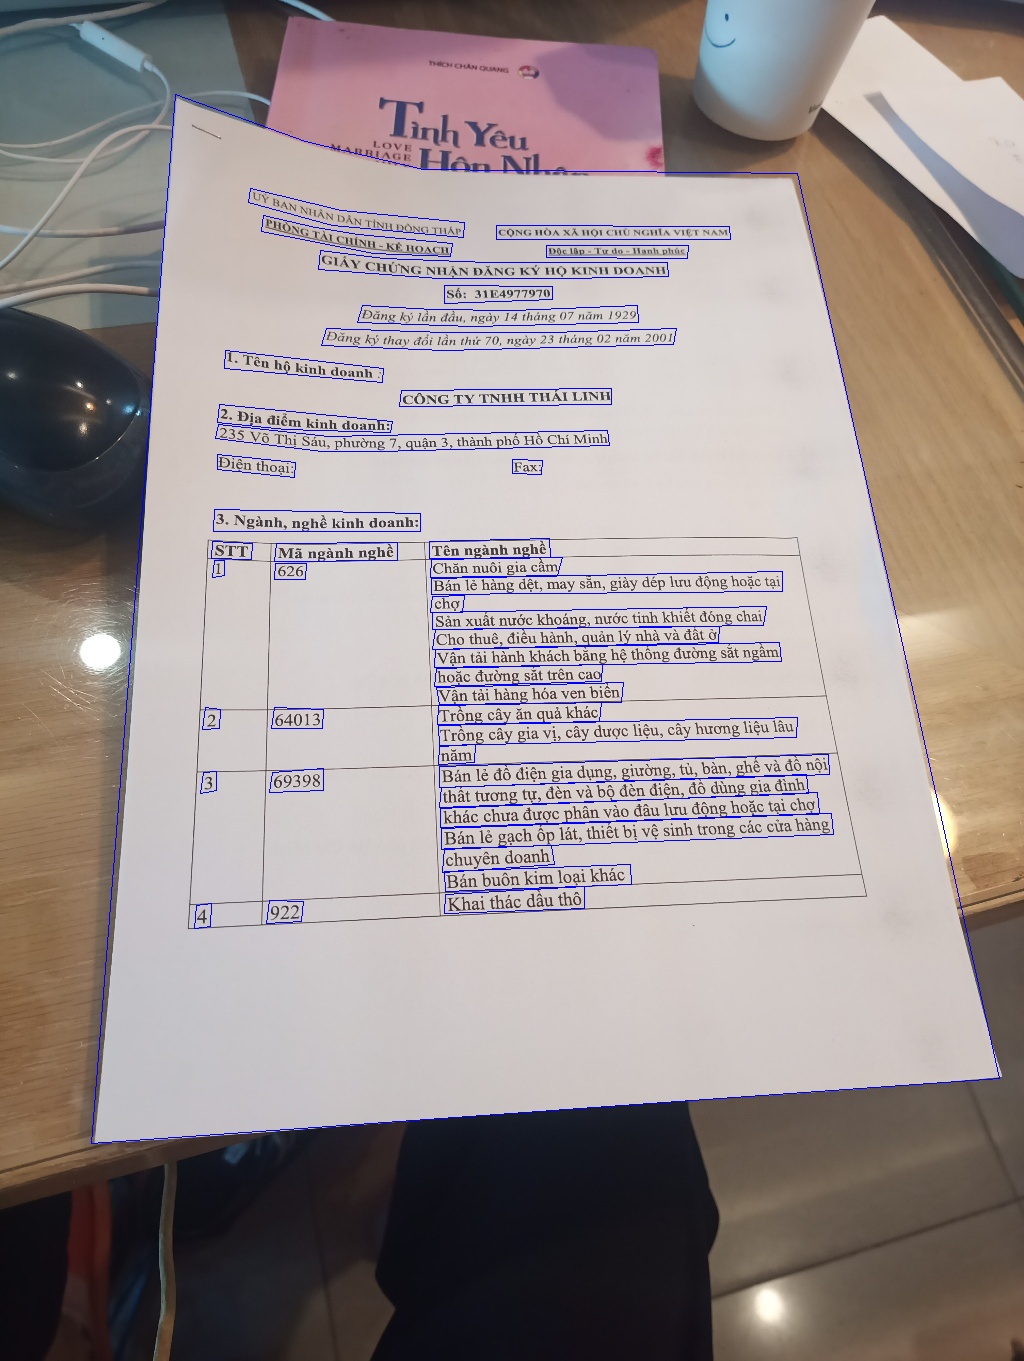 THÍCH CHÂN QUANG
Tình Yêu
LOVE
MARRIAGE
Hôn Nhân
UỶ BAN NHÂN DÂN TỈNH ĐỒNG THÁP
CỘNG HÒA XÃ HỘI CHỦ NGHĨA VIỆT NAM
PHÒNG TÀI CHÍNH - KẾ HOẠCH
Độc lập - Tự do - Hạnh phúc
GIẤY CHỨNG NHẬN ĐĂNG KÝ HỘ KINH DOANH
Số: 31E4977970
Đăng ký lần đầu, ngày 14 tháng 07 năm 1929
Đăng ký thay đổi lần thứ 70, ngày 23 tháng 02 năm 2001
1. Tên hộ kinh doanh :
CÔNG TY TNHH THÁI LINH
2. Địa điểm kinh doanh:
235 Võ Thị Sáu, phường 7, quận 3, thành phố Hồ Chí Minh
Điện thoại: Fax:
3. Ngành, nghề kinh doanh:
STT Mã ngành nghề Tên ngành nghề
1 626 Chăn nuôi gia cầm
Bán lẻ hàng dệt, may sẵn, giày dép lưu động hoặc tại
chợ
Sản xuất nước khoáng, nước tinh khiết đóng chai
Cho thuê, điều hành, quản lý nhà và đất ở
Vận tải hành khách bằng hệ thống đường sắt ngầm
hoặc đường sắt trên cao
Vận tải hàng hóa ven biển
2 64013 Trồng cây ăn quả khác
Trồng cây gia vị, cây dược liệu, cây hương liệu lâu
năm
3 69398 Bán lẻ đồ điện gia dụng, giường, tủ, bàn, ghế và đồ nội
thất tương tự, đèn và bộ đèn điện, đồ dùng gia đình
khác chưa được phân vào đâu lưu động hoặc tại chợ
Bán lẻ gạch ốp lát, thiết bị vệ sinh trong các cửa hàng
chuyên doanh
Bán buôn kim loại khác
4 922 Khai thác dầu thô